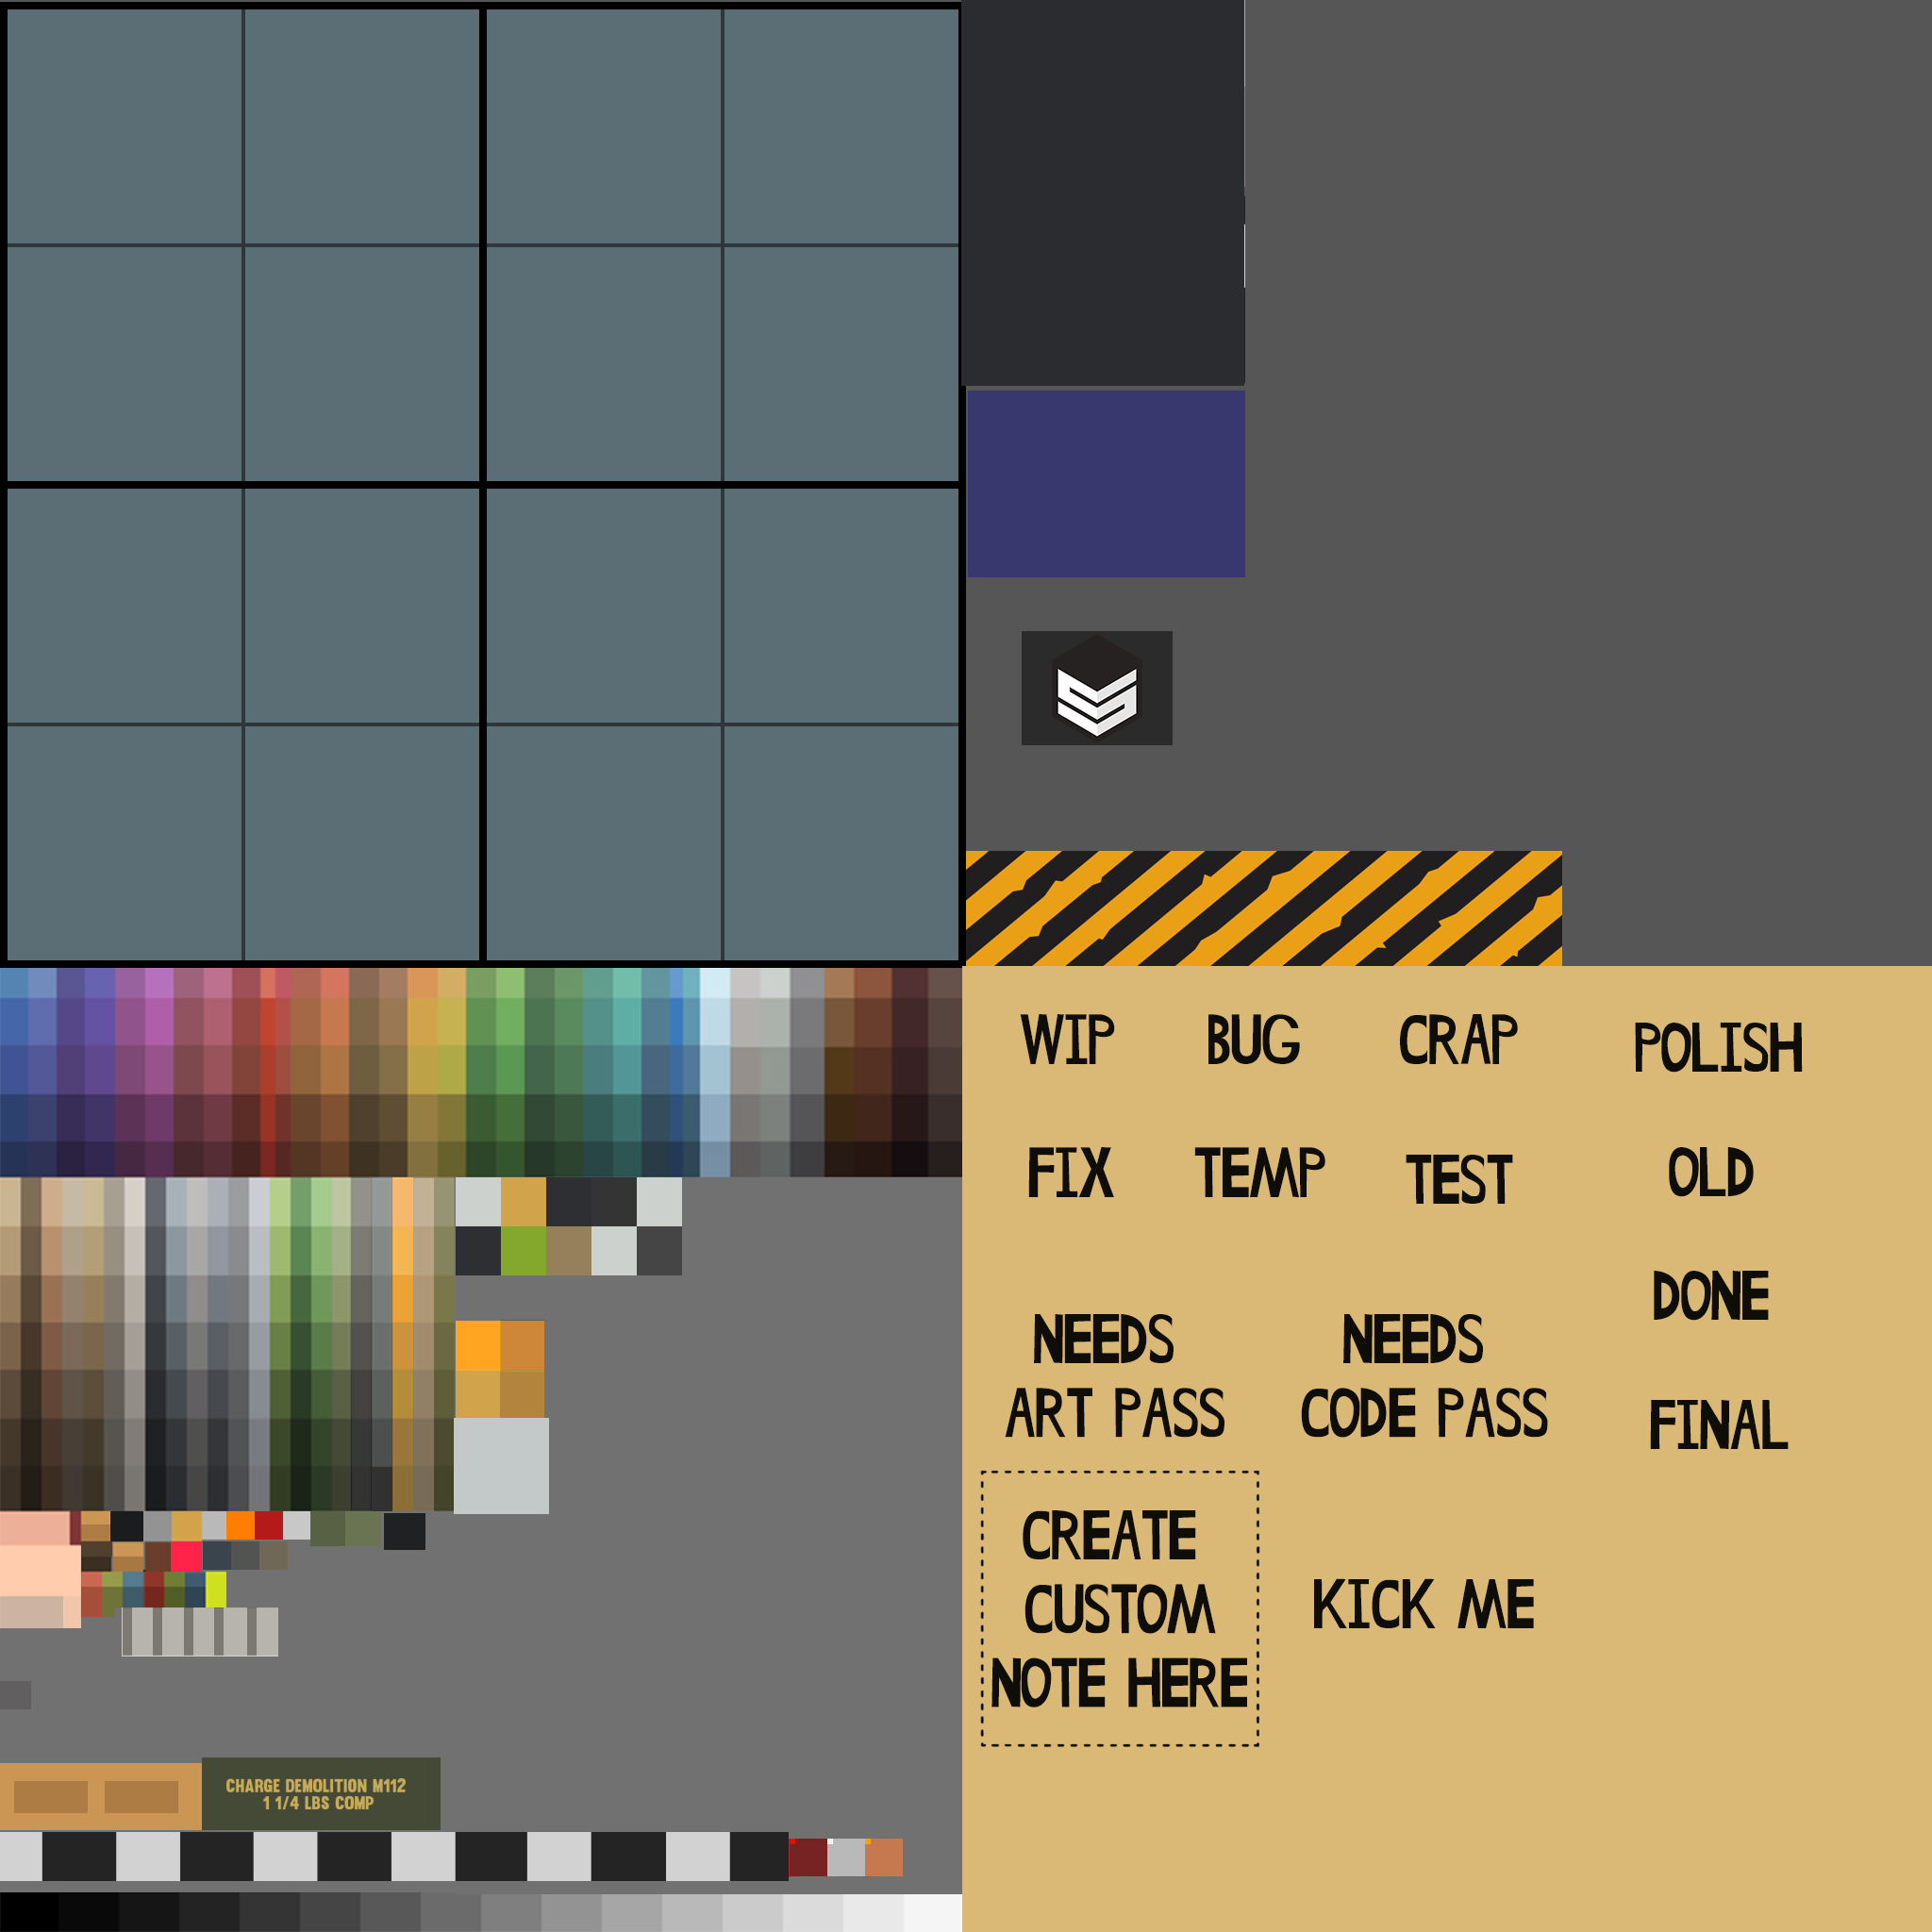 WIP BUG CRAP POLISH
FIX TEMP TEST OLD
DONE
NEEDS
ART PASS
NEEDS
CODE PASS
FINAL
CREATE
CUSTOM
NOTE HERE
KICK ME
CHARGE DEMOLITION M112
1 1/4 LBS COMP